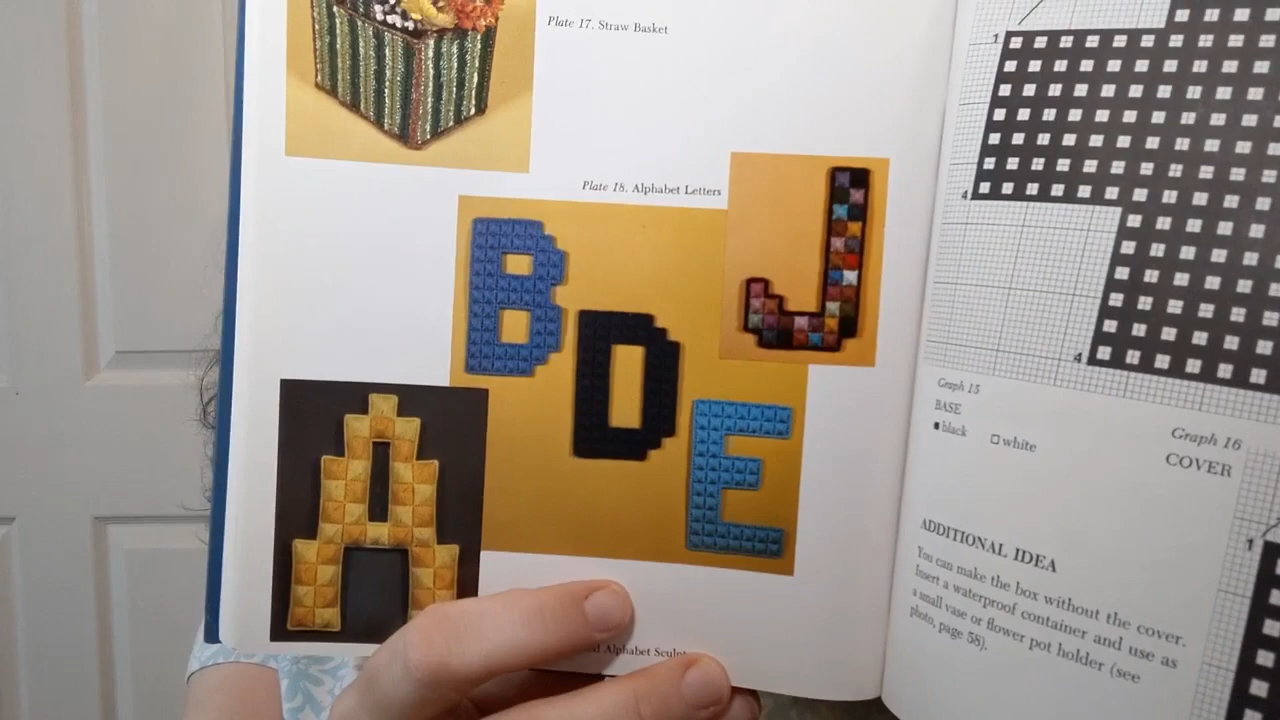 Plate 17. Straw Basket
Plate 18. Alphabet Letters
B
J
D
E
A
Alphabet
1
4
4
Graph 15
BASE
black white
Graph 16
COVER
1
ADDITIONAL IDEA
You can make the box without the cover.
Insert a waterproof container and use as
a small vase or flower pot holder (see
photo, page 58).